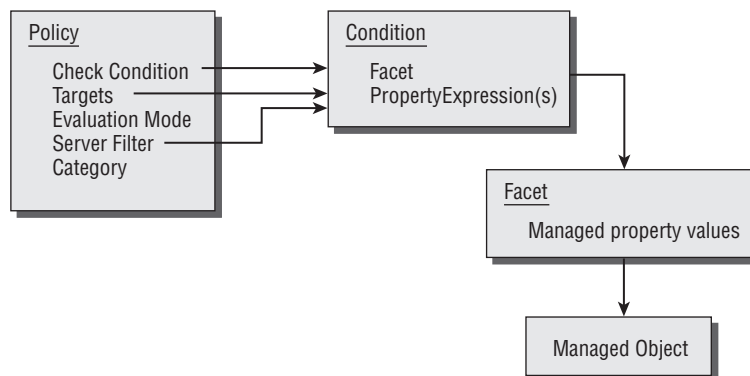 Policy
Check Condition
Targets
Evaluation Mode
Server Filter
Category
Condition
Facet
PropertyExpression(s)
Facet
Managed property values
Managed Object